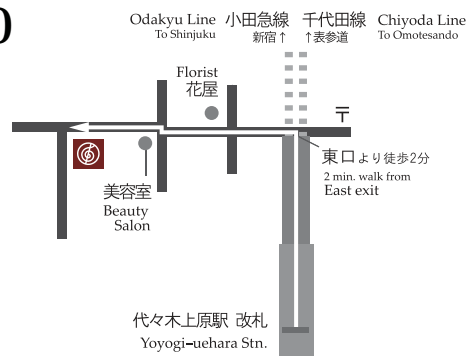 Odakyu Line 小田急線 千代田線 Chiyoda Line
To Shinjuku 新宿↑ ↑表参道 To Omotesando
Florist
花屋
〒
東口より徒歩2分
2 min. walk from
East exit
美容室
Beauty
Salon
代々木上原駅 改札
Yoyogi-uehara Stn.